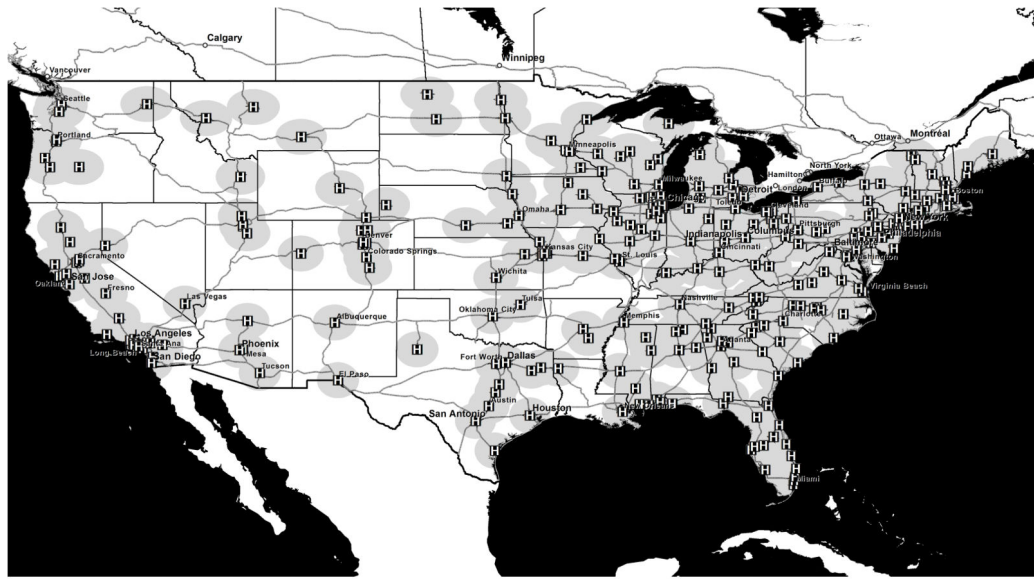 Calgary
Winnipeg
Vancouver
Seattle
Portland
Ottawa
Montréal
North York
Hamilton
London
Minneapolis
Milwaukee
Detroit
Boston
Chicago
Omaha
Pittsburgh
New York
Philadelphia
Indianapolis
Columbus
Baltimore
Washington
Cincinnati
Denver
Colorado Springs
Kansas City
St. Louis
Sacramento
San Jose
Oakland
Fresno
Las Vegas
Wichita
Tulsa
Virginia Beach
Nashville
Oklahoma City
Memphis
Charlotte
Albuquerque
Los Angeles
Long Beach
San Diego
Phoenix
Mesa
Tucson
Atlanta
Fort Worth
Dallas
El Paso
Austin
San Antonio
Houston
New Orleans
Miami